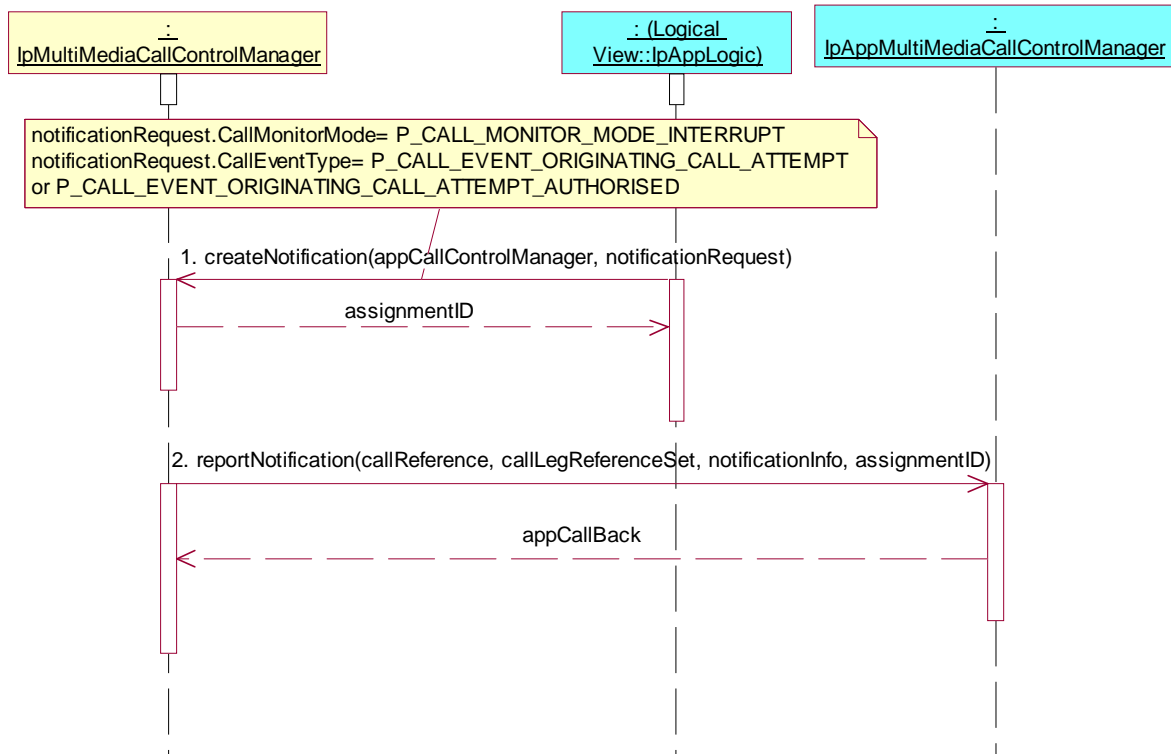 :
IpMultiMediaCallControlManager
: (Logical
View::IpAppLogic)
:
IpAppMultiMediaCallControlManager
notificationRequest.CallMonitorMode= P_CALL_MONITOR_MODE_INTERRUPT
notificationRequest.CallEventType= P_CALL_EVENT_ORIGINATING_CALL_ATTEMPT
or P_CALL_EVENT_ORIGINATING_CALL_ATTEMPT_AUTHORISED
1. createNotification(appCallControlManager, notificationRequest)
assignmentID
2. reportNotification(callReference, callLegReferenceSet, notificationInfo, assignmentID)
appCallBack